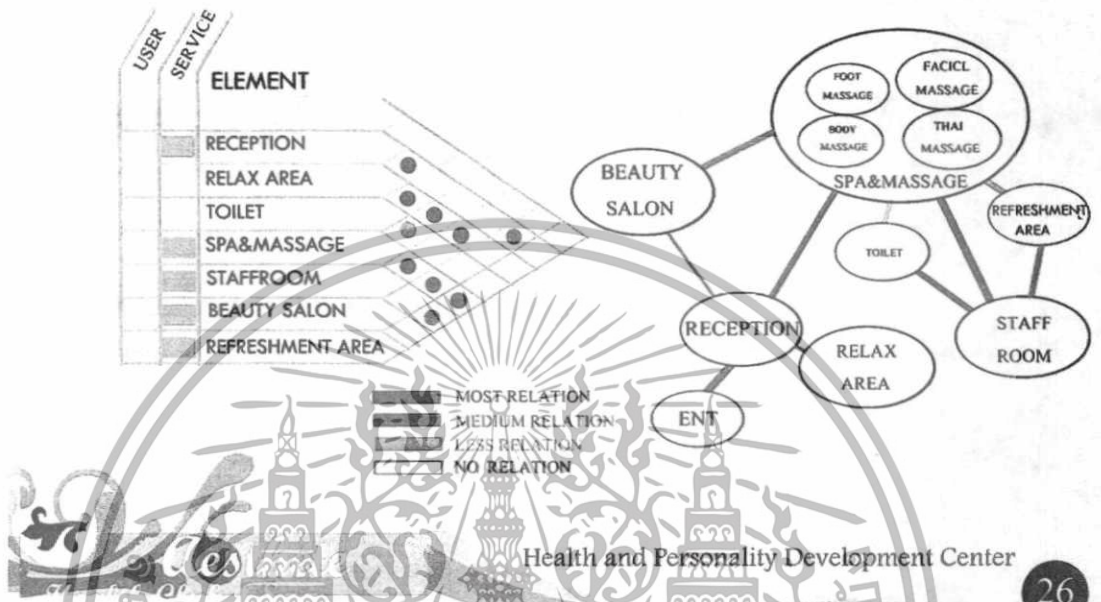 USER
SERVICE
ELEMENT
RECEPTION
RELAX AREA
TOILET
SPA&MASSAGE
STAFFROOM
BEAUTY SALON
REFRESHMENT AREA
FOOT
MASSAGE
FACICL
MASSAGE
BODY
MASSAGE
THAI
MASSAGE
SPA&MASSAGE
BEAUTY
SALON
REFRESHMENT
AREA
TOILET
RECEPTION
STAFF
ROOM
RELAX
AREA
ENT
MOST RELATION
MEDIUM RELATION
LESS RELATION
NO RELATION
Health and Personality Development Center
26